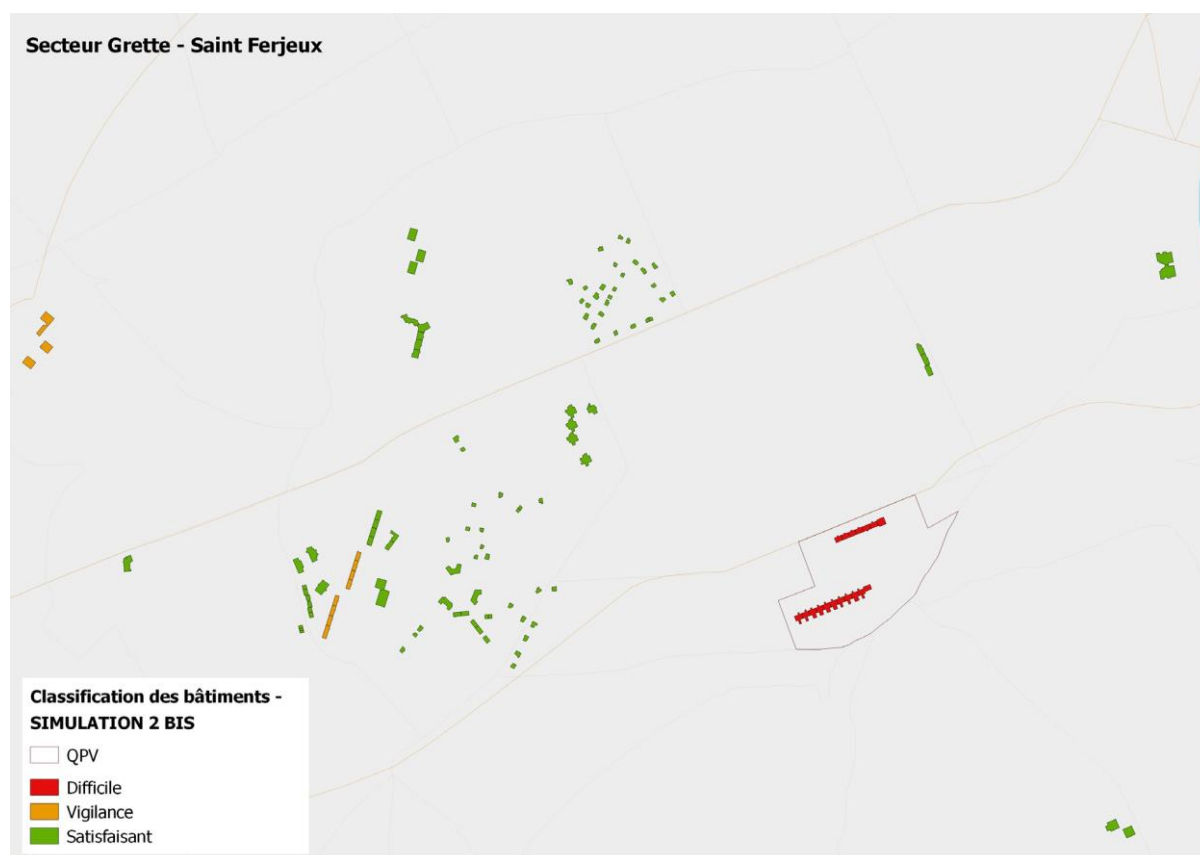 Secteur Grette - Saint Ferjeux
Classification des bâtiments -
SIMULATION 2 BIS
QPV
Difficile
Vigilance
Satisfaisant